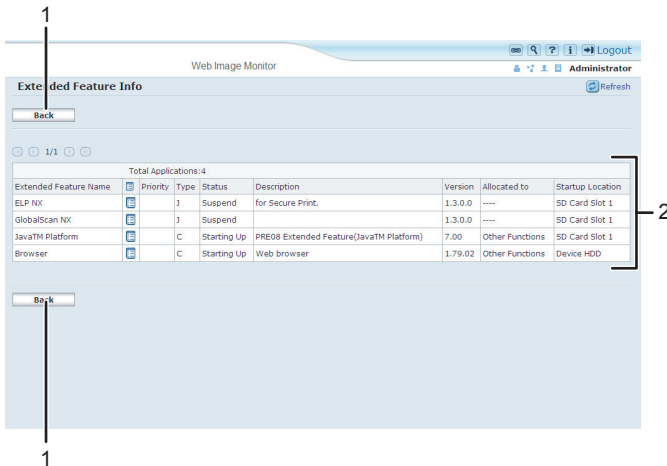 1
Logout
Web Image Monitor
Administrator
Extended Feature Info
Refresh
Back
1/1
Total Applications:4
Extended Feature Name Priority Type Status Description Version Allocated to Startup Location
ELP NX J Suspend for Secure Print. 1.3.0.0 ---- SD Card Slot 1
GlobalScan NX J Suspend 1.3.0.0 ---- SD Card Slot 1
JavaTM Platform C Starting Up PRE08 Extended Feature(JavaTM Platform) 7.00 Other Functions SD Card Slot 1
Browser C Starting Up Web browser 1.79.02 Other Functions Device HDD
2
Back
1